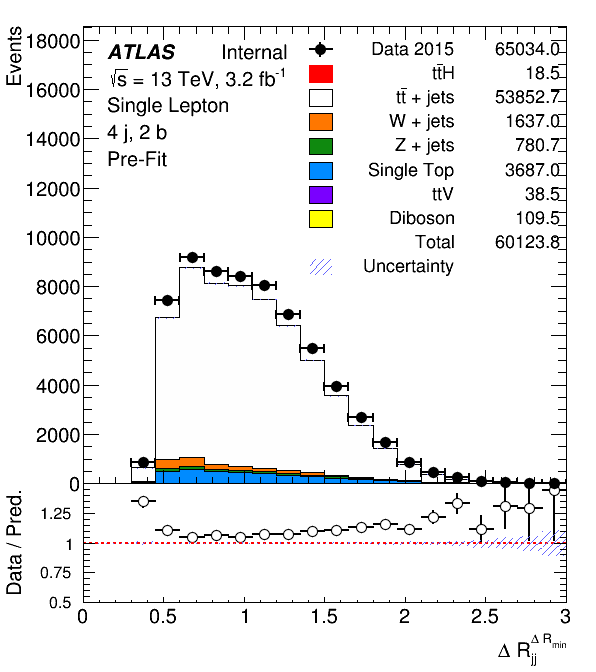 Events
18000
16000
14000
12000
10000
8000
6000
4000
2000
0
ATLAS Internal
√s = 13 TeV, 3.2 fb⁻¹
Single Lepton
4 j, 2 b
Pre-Fit
Data 2015 65034.0
tt̄H 18.5
tt̄ + jets 53852.7
W + jets 1637.0
Z + jets 780.7
Single Top 3687.0
ttV 38.5
Diboson 109.5
Total 60123.8
Uncertainty
Data / Pred.
1.25
1
0.75
0.5
0 0.5 1 1.5 2 2.5 3
Δ R_jj^Δ R_min